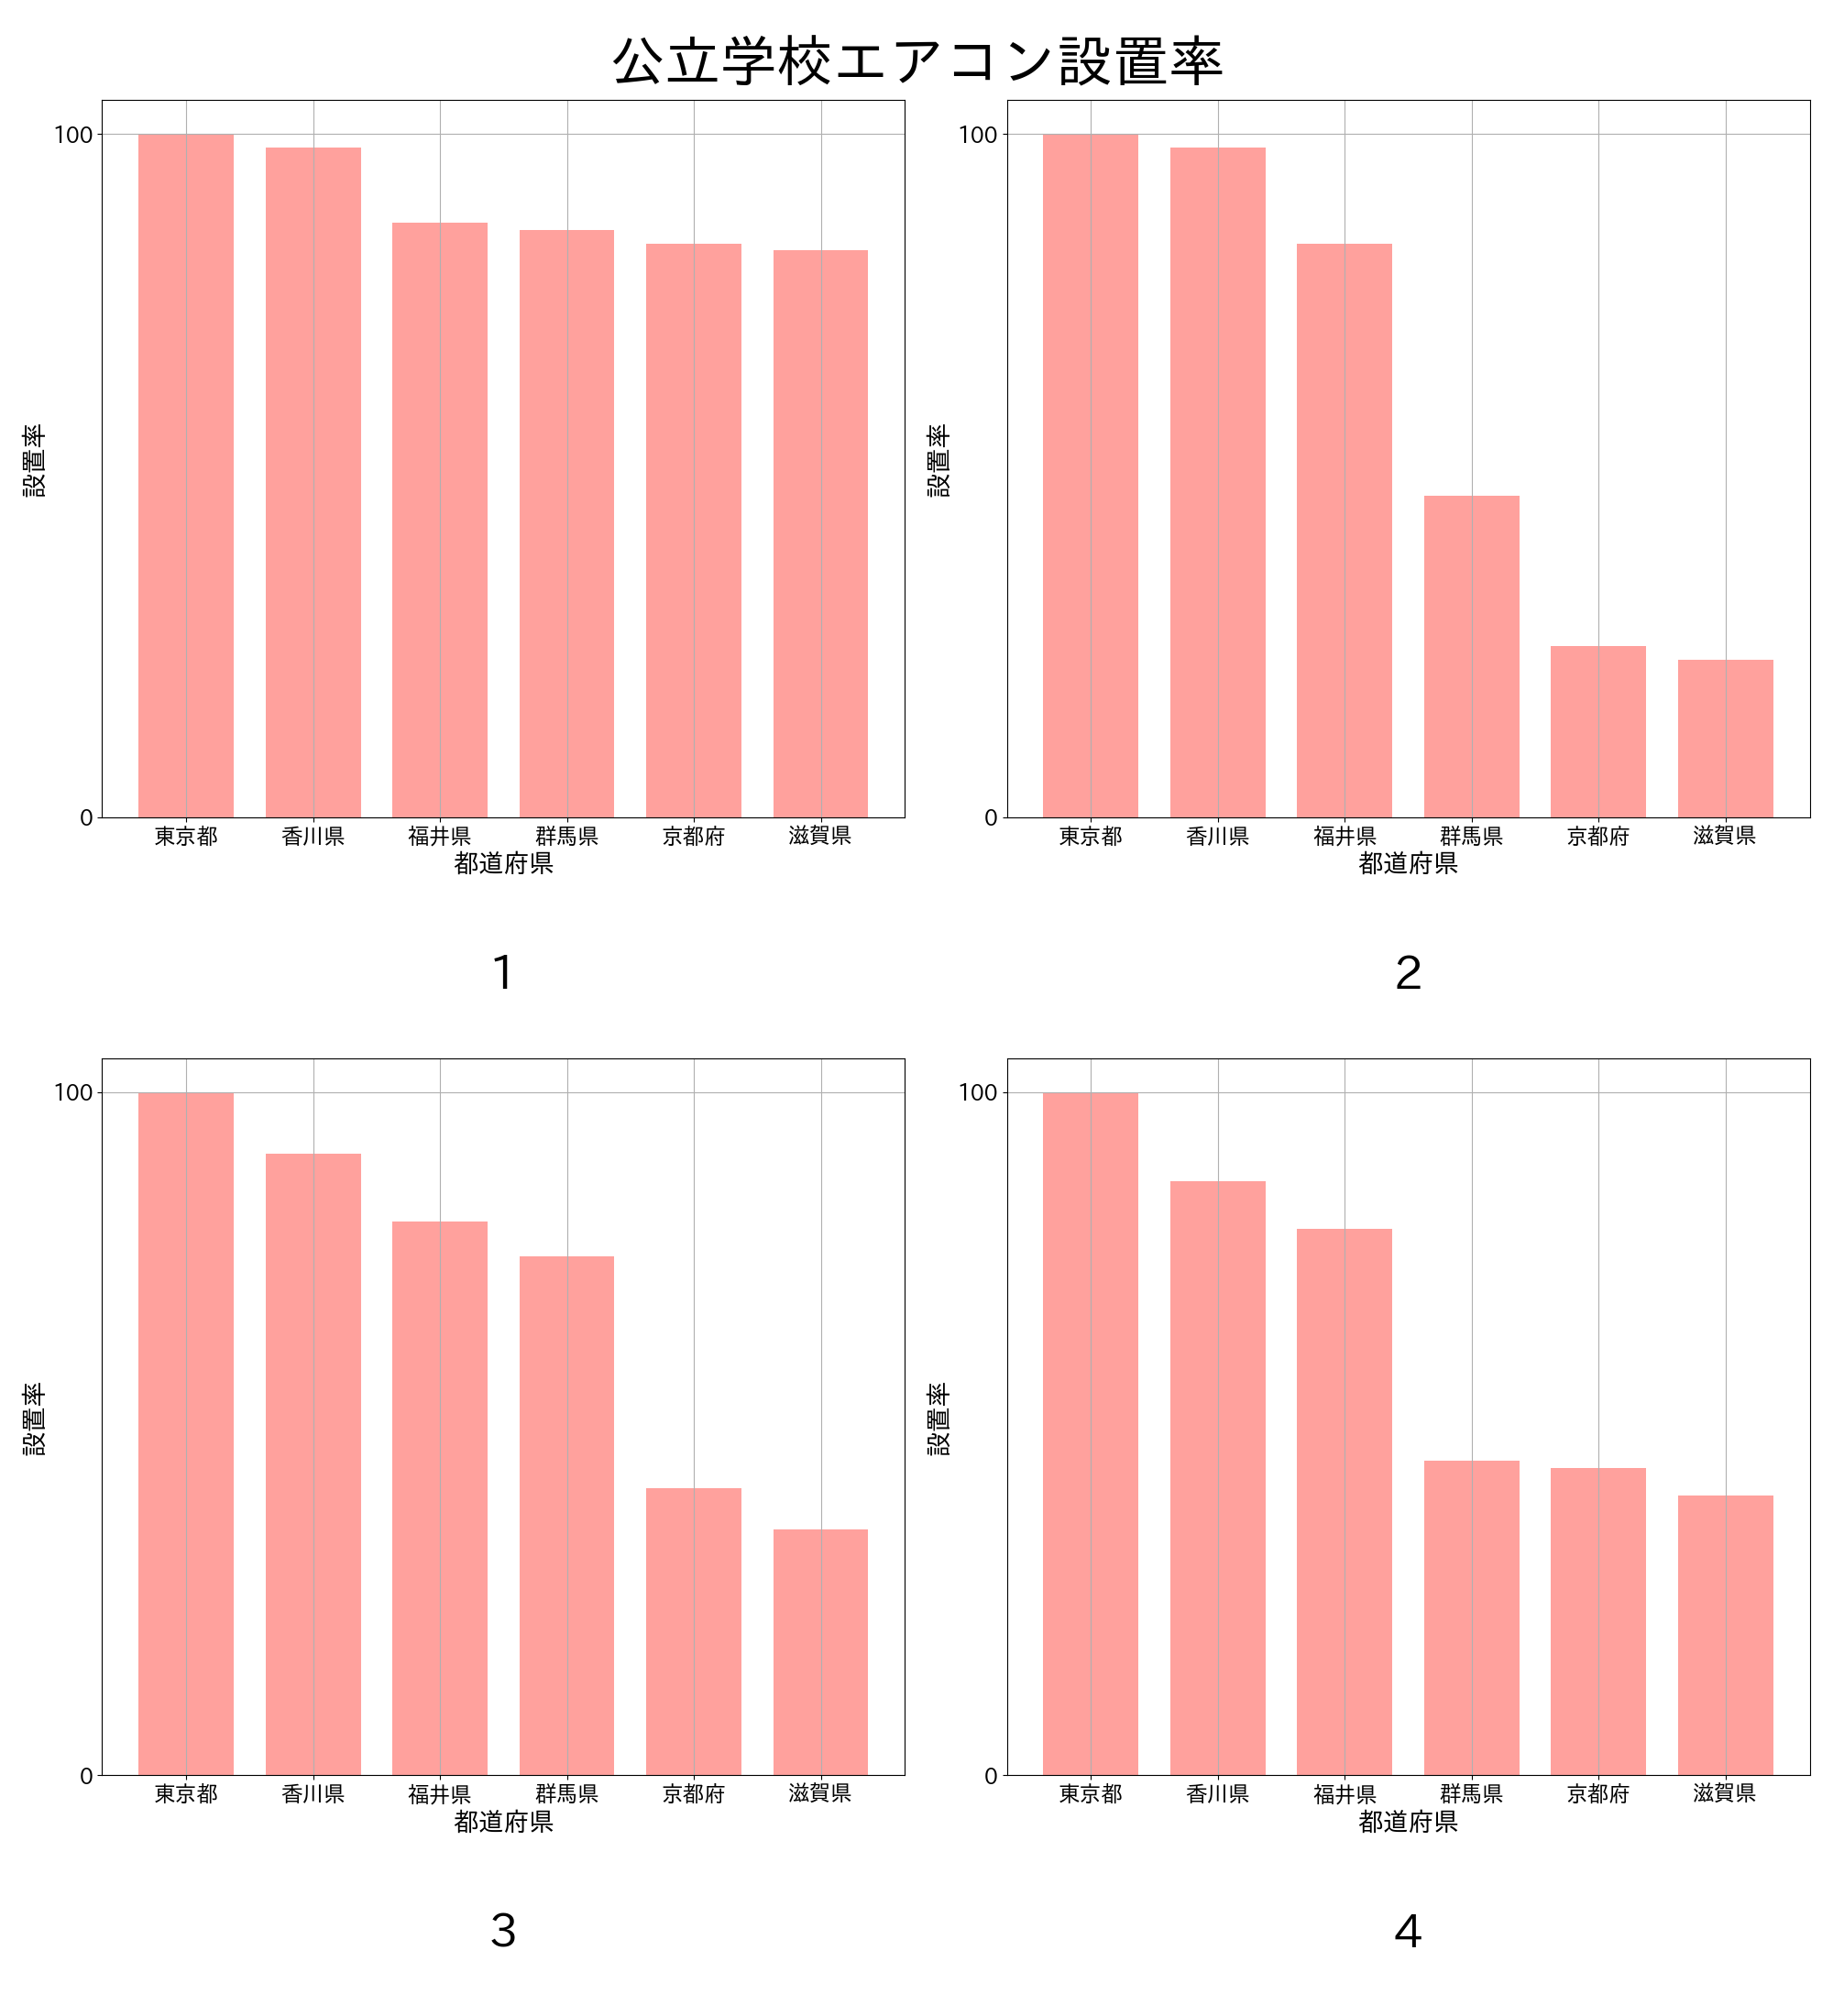 公立学校エアコン設置率
100
0
設置率
東京都 香川県 福井県 群馬県 京都府 滋賀県
都道府県
1
100
0
設置率
東京都 香川県 福井県 群馬県 京都府 滋賀県
都道府県
2
100
0
設置率
東京都 香川県 福井県 群馬県 京都府 滋賀県
都道府県
3
100
0
設置率
東京都 香川県 福井県 群馬県 京都府 滋賀県
都道府県
4